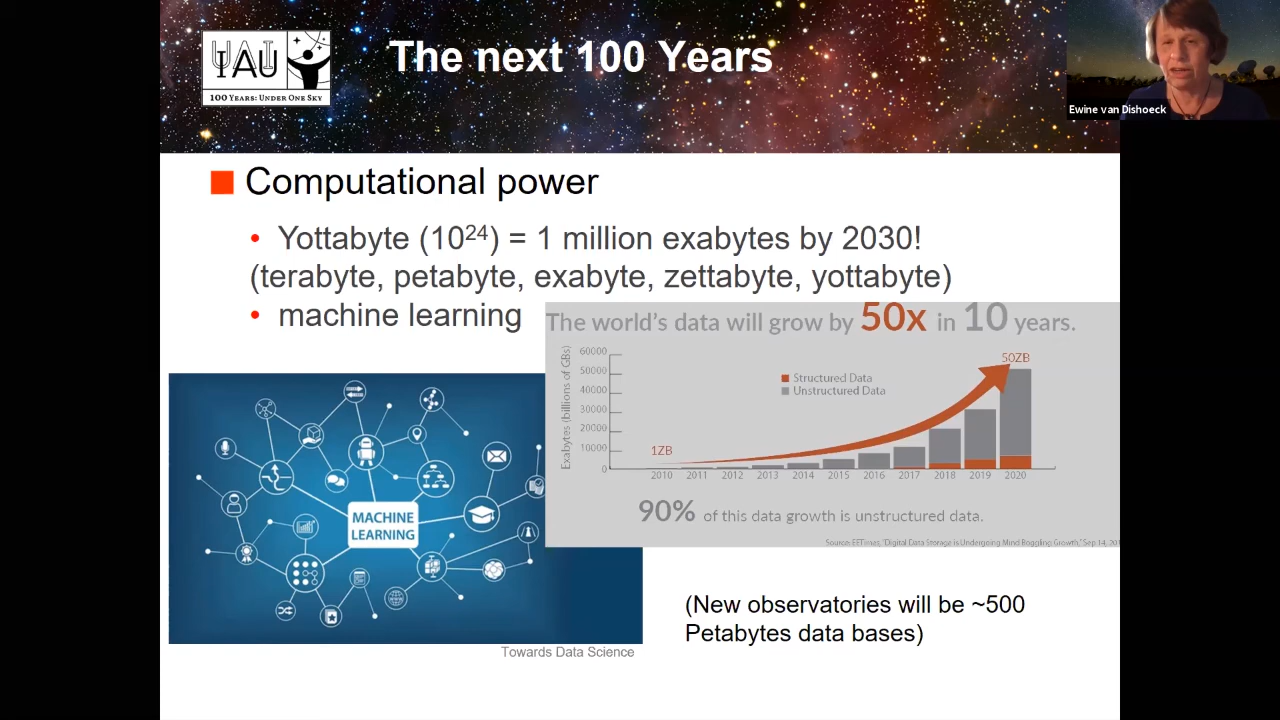 IAU
100 YEARS: UNDER ONE SKY
The next 100 Years
Ewine van Dishoeck
Computational power
• Yottabyte (10²⁴) = 1 million exabytes by 2030!
(terabyte, petabyte, exabyte, zettabyte, yottabyte)
• machine learning
The world's data will grow by 50x in 10 years.
Exabytes (billions of GBs)
60000
50000
40000
30000
20000
10000
0
Structured Data
Unstructured Data
1ZB
50ZB
2010 2011 2012 2013 2014 2015 2016 2017 2018 2019 2020
90% of this data growth is unstructured data.
Source: EETimes, "Digital Data Storage is Undergoing Mind Boggling Growth," Sep 14, 201
MACHINE
LEARNING
Towards Data Science
(New observatories will be ~500
Petabytes data bases)